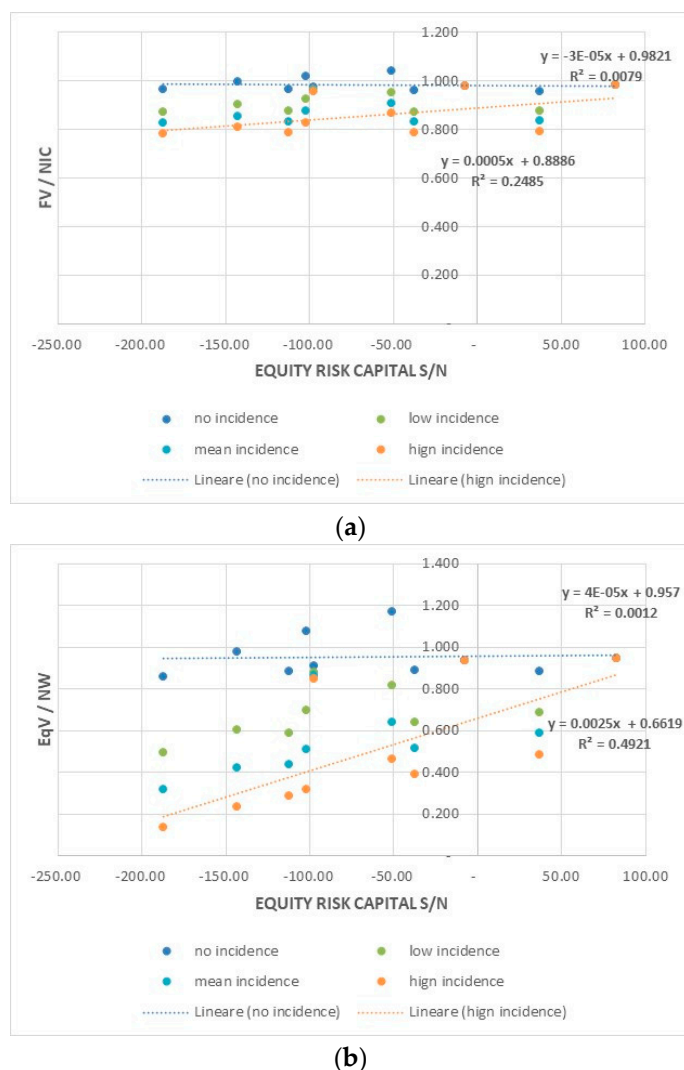 1.200
y = -3E-05x + 0.9821
R² = 0.0079
1.000
0.800
y = 0.0005x + 0.8886
R² = 0.2485
0.600
0.400
0.200
-
FV / NIC
-250.00 -200.00 -150.00 -100.00 -50.00 - 50.00 100.00
EQUITY RISK CAPITAL S/N
no incidence low incidence
mean incidence hign incidence
Lineare (no incidence) Lineare (hign incidence)
(a)
1.400
y = 4E-05x + 0.957
R² = 0.0012
1.200
1.000
0.800
y = 0.0025x + 0.6619
R² = 0.4921
0.600
0.400
0.200
-
EqV / NW
-250.00 -200.00 -150.00 -100.00 -50.00 - 50.00 100.00
EQUITY RISK CAPITAL S/N
no incidence low incidence
mean incidence hign incidence
Lineare (no incidence) Lineare (hign incidence)
(b)